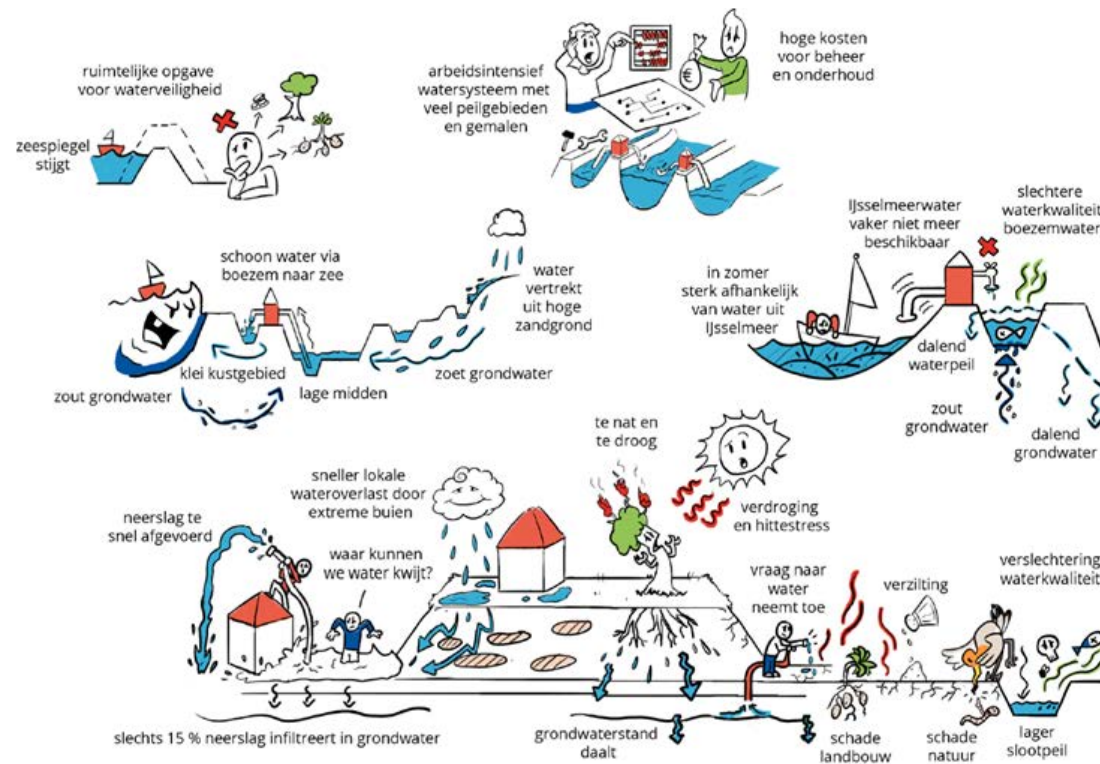 ruimtelijke opgave
voor waterveiligheid
zeespiegel
stijgt
arbeidsintensief
watersysteem met
veel peilgebieden
en gemalen
€
hoge kosten
voor beheer
en onderhoud
schoon water via
boezem naar zee
water
vertrekt
uit hoge
zandgrond
klei kustgebied
zoet grondwater
zout grondwater
lage midden
IJsselmeerwater
vaker niet meer
beschikbaar
slechtere
waterkwaliteit
boezemwater
in zomer
sterk afhankelijk
van water uit
IJsselmeer
dalend
waterpeil
zout
grondwater
dalend
grondwater
te nat en
te droog
sneller lokale
wateroverlast door
extreme buien
verdroging
en hittestress
neerslag te
snel afgevoerd
waar kunnen
we water kwijt?
vraag naar
water
neemt toe
verzilting
verslechtering
waterkwaliteit
slechts 15 % neerslag infiltreert in grondwater
grondwaterstand
daalt
schade
landbouw
schade
natuur
lager
slootpeil